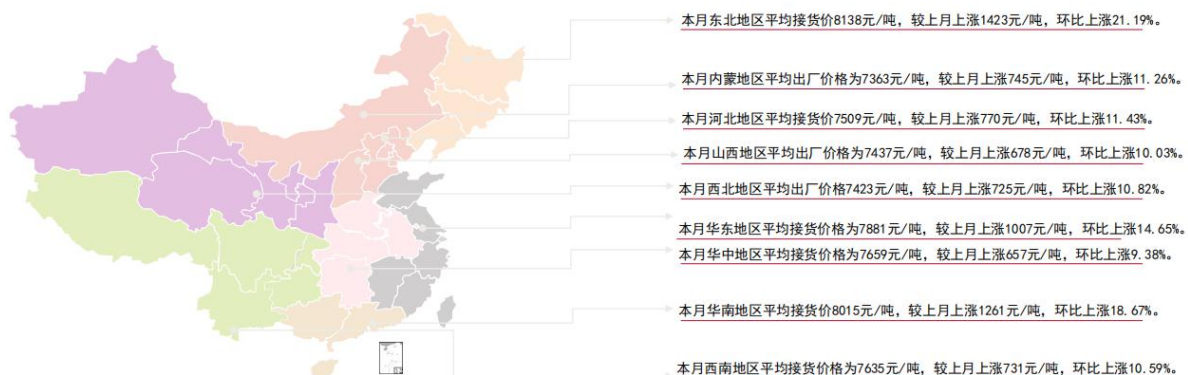 本月东北地区平均接货价8138元/吨，较上月上涨1423元/吨，环比上涨21.19%。
本月内蒙地区平均出厂价格为7363元/吨，较上月上涨745元/吨，环比上涨11.26%。
本月河北地区平均接货价7509元/吨，较上月上涨770元/吨，环比上涨11.43%。
本月山西地区平均出厂价格为7437元/吨，较上月上涨678元/吨，环比上涨10.03%。
本月西北地区平均出厂价格7423元/吨，较上月上涨725元/吨，环比上涨10.82%。
本月华东地区平均接货价格为7881元/吨，较上月上涨1007元/吨，环比上涨14.65%。
本月华中地区平均接货价格为7659元/吨，较上月上涨657元/吨，环比上涨9.38%。
本月华南地区平均接货价8015元/吨，较上月上涨1261元/吨，环比上涨18.67%。
本月西南地区平均接货价格为7635元/吨，较上月上涨731元/吨，环比上涨10.59%。